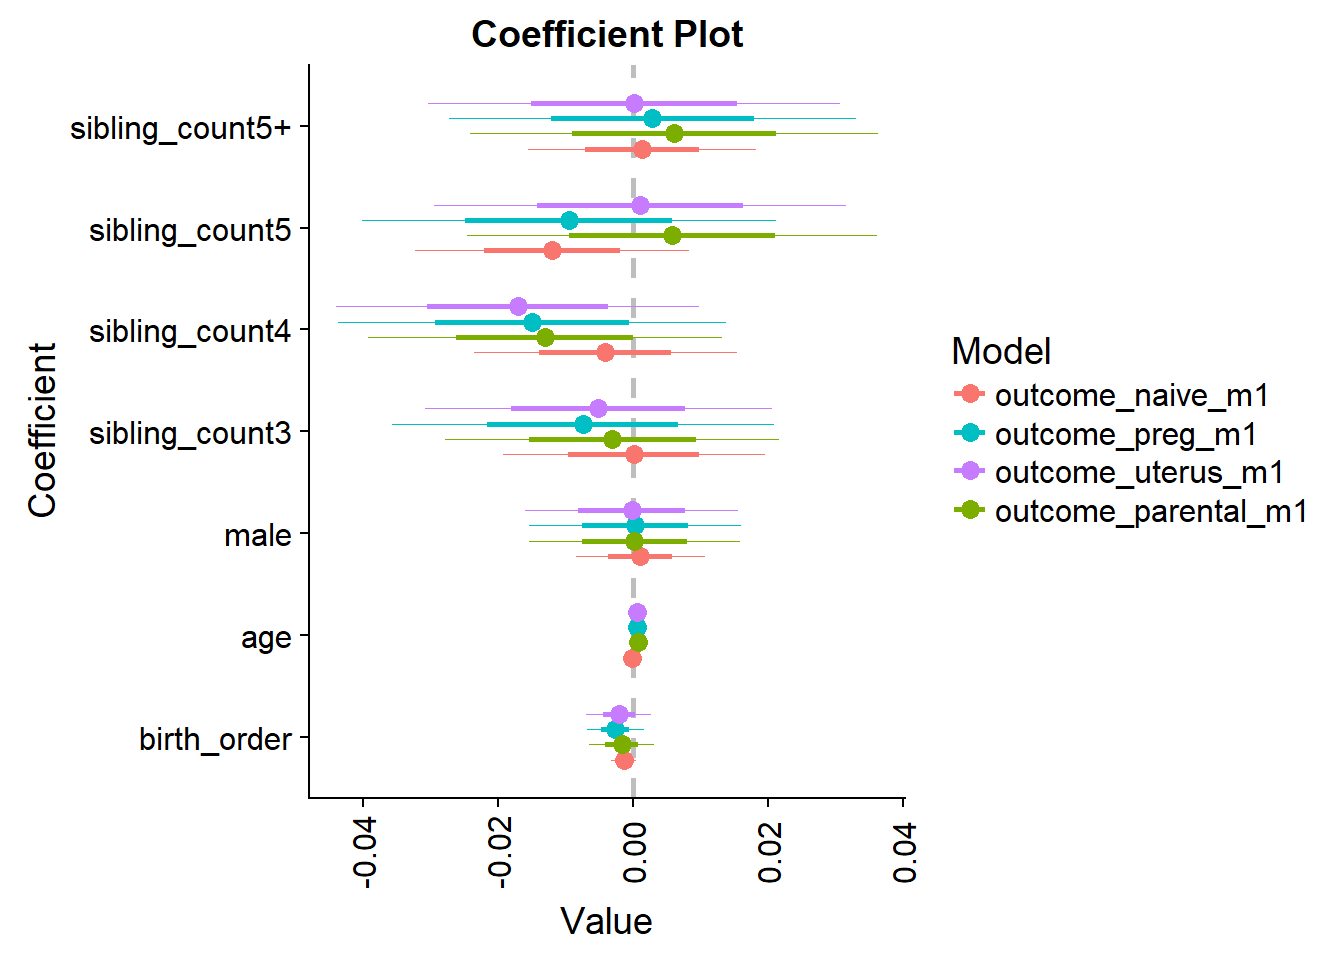 Coefficient Plot
sibling_count5+
sibling_count5
sibling_count4
sibling_count3
male
age
birth_order
Coefficient
-0.04
-0.02
0.00
0.02
0.04
Value
Model
outcome_naive_m1
outcome_preg_m1
outcome_uterus_m1
outcome_parental_m1